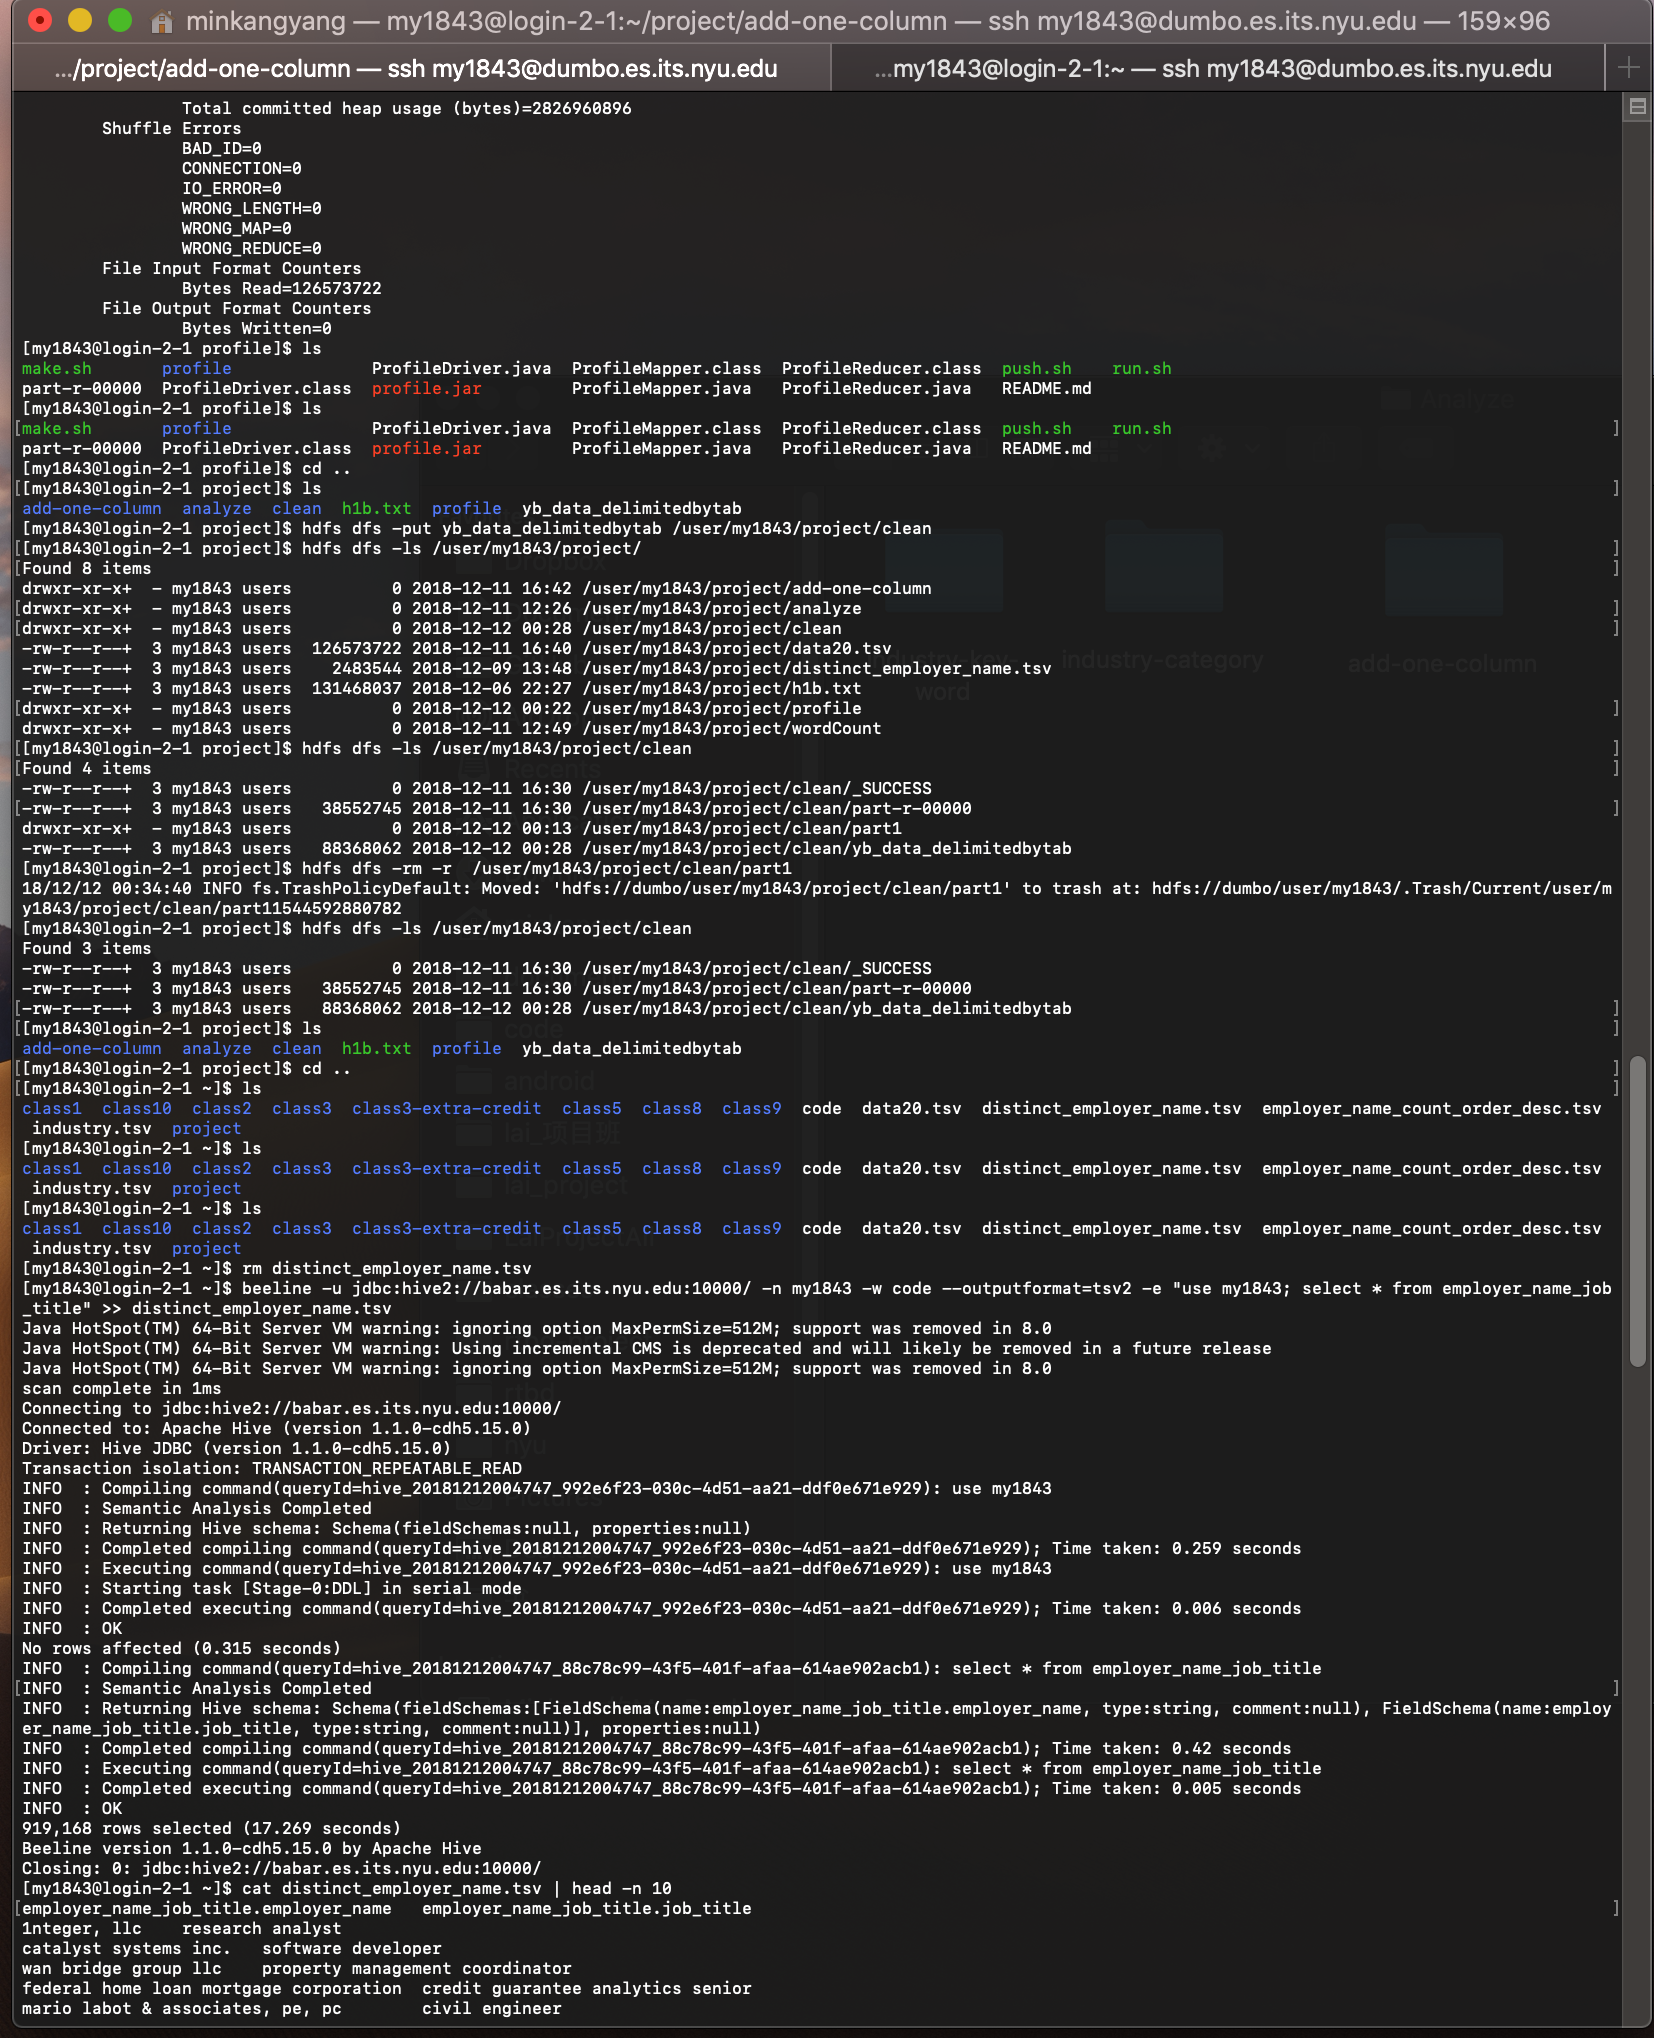 minkangyang — my1843@login-2-1:~/project/add-one-column — ssh my1843@dumbo.es.its.nyu.edu — 159×96
.../project/add-one-column — ssh my1843@dumbo.es.its.nyu.edu
...my1843@login-2-1:~ — ssh my1843@dumbo.es.its.nyu.edu
Total committed heap usage (bytes)=2826960896
Shuffle Errors
BAD_ID=0
CONNECTION=0
IO_ERROR=0
WRONG_LENGTH=0
WRONG_MAP=0
WRONG_REDUCE=0
File Input Format Counters
Bytes Read=126573722
File Output Format Counters
Bytes Written=0
[my1843@login-2-1 profile]$ ls
make.sh profile ProfileDriver.java ProfileMapper.class ProfileReducer.class push.sh run.sh
part-r-00000 ProfileDriver.class profile.jar ProfileMapper.java ProfileReducer.java README.md
[my1843@login-2-1 profile]$ ls
[make.sh profile ProfileDriver.java ProfileMapper.class ProfileReducer.class push.sh run.sh ]
part-r-00000 ProfileDriver.class profile.jar ProfileMapper.java ProfileReducer.java README.md
[my1843@login-2-1 profile]$ cd ..
[[my1843@login-2-1 project]$ ls ]
add-one-column analyze clean h1b.txt profile yb_data_delimitedbytab
[my1843@login-2-1 project]$ hdfs dfs -put yb_data_delimitedbytab /user/my1843/project/clean
[[my1843@login-2-1 project]$ hdfs dfs -ls /user/my1843/project/ ]
[Found 8 items ]
drwxr-xr-x+ - my1843 users 0 2018-12-11 16:42 /user/my1843/project/add-one-column
[drwxr-xr-x+ - my1843 users 0 2018-12-11 12:26 /user/my1843/project/analyze ]
[drwxr-xr-x+ - my1843 users 0 2018-12-12 00:28 /user/my1843/project/clean ]
-rw-r--r--+ 3 my1843 users 126573722 2018-12-11 16:40 /user/my1843/project/data20.tsv
-rw-r--r--+ 3 my1843 users 2483544 2018-12-09 13:48 /user/my1843/project/distinct_employer_name.tsv
-rw-r--r--+ 3 my1843 users 131468037 2018-12-06 22:27 /user/my1843/project/h1b.txt
[drwxr-xr-x+ - my1843 users 0 2018-12-12 00:22 /user/my1843/project/profile ]
drwxr-xr-x+ - my1843 users 0 2018-12-11 12:49 /user/my1843/project/wordCount
[[my1843@login-2-1 project]$ hdfs dfs -ls /user/my1843/project/clean ]
[Found 4 items ]
-rw-r--r--+ 3 my1843 users 0 2018-12-11 16:30 /user/my1843/project/clean/_SUCCESS
[-rw-r--r--+ 3 my1843 users 38552745 2018-12-11 16:30 /user/my1843/project/clean/part-r-00000 ]
drwxr-xr-x+ - my1843 users 0 2018-12-12 00:13 /user/my1843/project/clean/part1
-rw-r--r--+ 3 my1843 users 88368062 2018-12-12 00:28 /user/my1843/project/clean/yb_data_delimitedbytab
[my1843@login-2-1 project]$ hdfs dfs -rm -r /user/my1843/project/clean/part1
18/12/12 00:34:40 INFO fs.TrashPolicyDefault: Moved: 'hdfs://dumbo/user/my1843/project/clean/part1' to trash at: hdfs://dumbo/user/my1843/.Trash/Current/user/m
y1843/project/clean/part11544592880782
[my1843@login-2-1 project]$ hdfs dfs -ls /user/my1843/project/clean
Found 3 items
-rw-r--r--+ 3 my1843 users 0 2018-12-11 16:30 /user/my1843/project/clean/_SUCCESS
-rw-r--r--+ 3 my1843 users 38552745 2018-12-11 16:30 /user/my1843/project/clean/part-r-00000
[-rw-r--r--+ 3 my1843 users 88368062 2018-12-12 00:28 /user/my1843/project/clean/yb_data_delimitedbytab ]
[[my1843@login-2-1 project]$ ls ]
add-one-column analyze clean h1b.txt profile yb_data_delimitedbytab
[[my1843@login-2-1 project]$ cd .. ]
[[my1843@login-2-1 ~]$ ls ]
class1 class10 class2 class3 class3-extra-credit class5 class8 class9 code data20.tsv distinct_employer_name.tsv employer_name_count_order_desc.tsv
industry.tsv project
[my1843@login-2-1 ~]$ ls
class1 class10 class2 class3 class3-extra-credit class5 class8 class9 code data20.tsv distinct_employer_name.tsv employer_name_count_order_desc.tsv
industry.tsv project
[my1843@login-2-1 ~]$ ls
class1 class10 class2 class3 class3-extra-credit class5 class8 class9 code data20.tsv distinct_employer_name.tsv employer_name_count_order_desc.tsv
industry.tsv project
[my1843@login-2-1 ~]$ rm distinct_employer_name.tsv
[my1843@login-2-1 ~]$ beeline -u jdbc:hive2://babar.es.its.nyu.edu:10000/ -n my1843 -w code --outputformat=tsv2 -e "use my1843; select * from employer_name_job
_title" >> distinct_employer_name.tsv
Java HotSpot(TM) 64-Bit Server VM warning: ignoring option MaxPermSize=512M; support was removed in 8.0
Java HotSpot(TM) 64-Bit Server VM warning: Using incremental CMS is deprecated and will likely be removed in a future release
Java HotSpot(TM) 64-Bit Server VM warning: ignoring option MaxPermSize=512M; support was removed in 8.0
scan complete in 1ms
Connecting to jdbc:hive2://babar.es.its.nyu.edu:10000/
Connected to: Apache Hive (version 1.1.0-cdh5.15.0)
Driver: Hive JDBC (version 1.1.0-cdh5.15.0)
Transaction isolation: TRANSACTION_REPEATABLE_READ
INFO : Compiling command(queryId=hive_20181212004747_992e6f23-030c-4d51-aa21-ddf0e671e929): use my1843
INFO : Semantic Analysis Completed
INFO : Returning Hive schema: Schema(fieldSchemas:null, properties:null)
INFO : Completed compiling command(queryId=hive_20181212004747_992e6f23-030c-4d51-aa21-ddf0e671e929); Time taken: 0.259 seconds
INFO : Executing command(queryId=hive_20181212004747_992e6f23-030c-4d51-aa21-ddf0e671e929): use my1843
INFO : Starting task [Stage-0:DDL] in serial mode
INFO : Completed executing command(queryId=hive_20181212004747_992e6f23-030c-4d51-aa21-ddf0e671e929); Time taken: 0.006 seconds
INFO : OK
No rows affected (0.315 seconds)
INFO : Compiling command(queryId=hive_20181212004747_88c78c99-43f5-401f-afaa-614ae902acb1): select * from employer_name_job_title
[INFO : Semantic Analysis Completed ]
INFO : Returning Hive schema: Schema(fieldSchemas:[FieldSchema(name:employer_name_job_title.employer_name, type:string, comment:null), FieldSchema(name:employ
er_name_job_title.job_title, type:string, comment:null)], properties:null)
INFO : Completed compiling command(queryId=hive_20181212004747_88c78c99-43f5-401f-afaa-614ae902acb1); Time taken: 0.42 seconds
INFO : Executing command(queryId=hive_20181212004747_88c78c99-43f5-401f-afaa-614ae902acb1): select * from employer_name_job_title
INFO : Completed executing command(queryId=hive_20181212004747_88c78c99-43f5-401f-afaa-614ae902acb1); Time taken: 0.005 seconds
INFO : OK
919,168 rows selected (17.269 seconds)
Beeline version 1.1.0-cdh5.15.0 by Apache Hive
Closing: 0: jdbc:hive2://babar.es.its.nyu.edu:10000/
[my1843@login-2-1 ~]$ cat distinct_employer_name.tsv | head -n 10
[employer_name_job_title.employer_name employer_name_job_title.job_title ]
1nteger, llc research analyst
catalyst systems inc. software developer
wan bridge group llc property management coordinator
federal home loan mortgage corporation credit guarantee analytics senior
mario labot & associates, pe, pc civil engineer